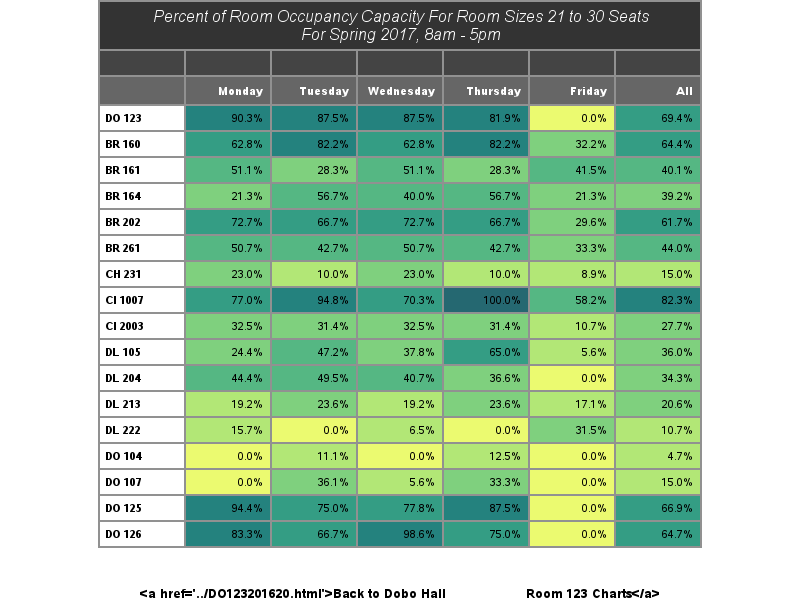 Percent of Room Occupancy Capacity For Room Sizes 21 to 30 Seats
For Spring 2017, 8am - 5pm
Monday Tuesday Wednesday Thursday Friday All
DO 123 90.3% 87.5% 87.5% 81.9% 0.0% 69.4%
BR 160 62.8% 82.2% 62.8% 82.2% 32.2% 64.4%
BR 161 51.1% 28.3% 51.1% 28.3% 41.5% 40.1%
BR 164 21.3% 56.7% 40.0% 56.7% 21.3% 39.2%
BR 202 72.7% 66.7% 72.7% 66.7% 29.6% 61.7%
BR 261 50.7% 42.7% 50.7% 42.7% 33.3% 44.0%
CH 231 23.0% 10.0% 23.0% 10.0% 8.9% 15.0%
CI 1007 77.0% 94.8% 70.3% 100.0% 58.2% 82.3%
CI 2003 32.5% 31.4% 32.5% 31.4% 10.7% 27.7%
DL 105 24.4% 47.2% 37.8% 65.0% 5.6% 36.0%
DL 204 44.4% 49.5% 40.7% 36.6% 0.0% 34.3%
DL 213 19.2% 23.6% 19.2% 23.6% 17.1% 20.6%
DL 222 15.7% 0.0% 6.5% 0.0% 31.5% 10.7%
DO 104 0.0% 11.1% 0.0% 12.5% 0.0% 4.7%
DO 107 0.0% 36.1% 5.6% 33.3% 0.0% 15.0%
DO 125 94.4% 75.0% 77.8% 87.5% 0.0% 66.9%
DO 126 83.3% 66.7% 98.6% 75.0% 0.0% 64.7%
<a href='../DO123201620.html'>Back to Dobo Hall Room 123 Charts</a>